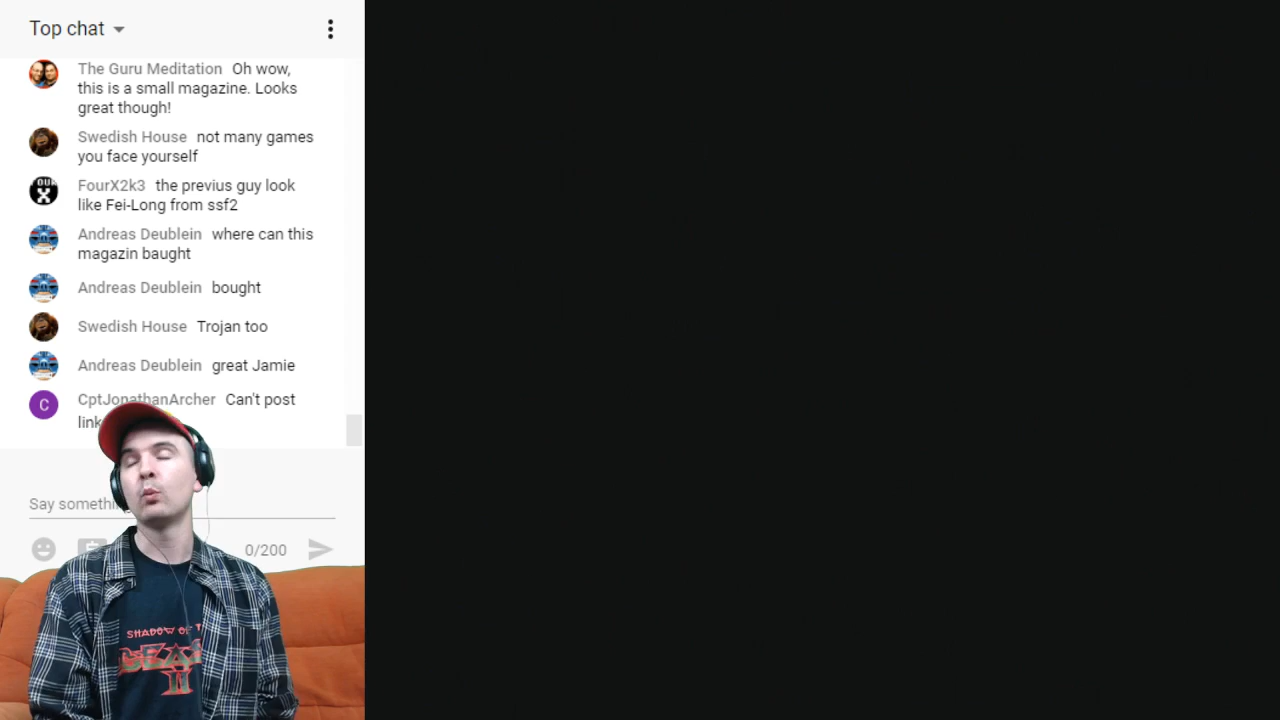 Top chat
The Guru Meditation Oh wow,
this is a small magazine. Looks
great though!
Swedish House not many games
you face yourself
FourX2k3 the previus guy look
like Fei-Long from ssf2
Andreas Deublein where can this
magazin baught
Andreas Deublein bought
Swedish House Trojan too
Andreas Deublein great Jamie
C CptJonathanArcher Can't post
Say
0/200
SHADOW OF
II